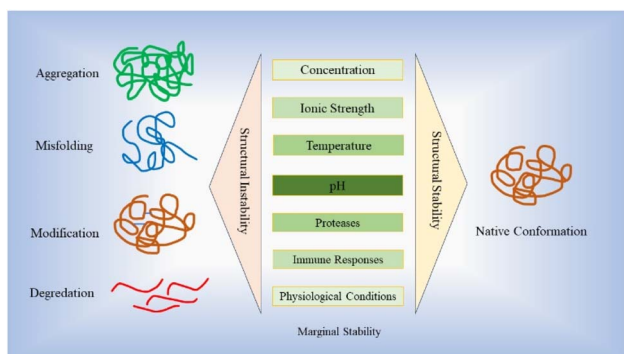 Aggregation
Misfolding
Modification
Degredation
Structural Instability
Concentration
Ionic Strength
Temperature
pH
Proteases
Immune Responses
Physiological Conditions
Marginal Stability
Structural Stability
Native Conformation